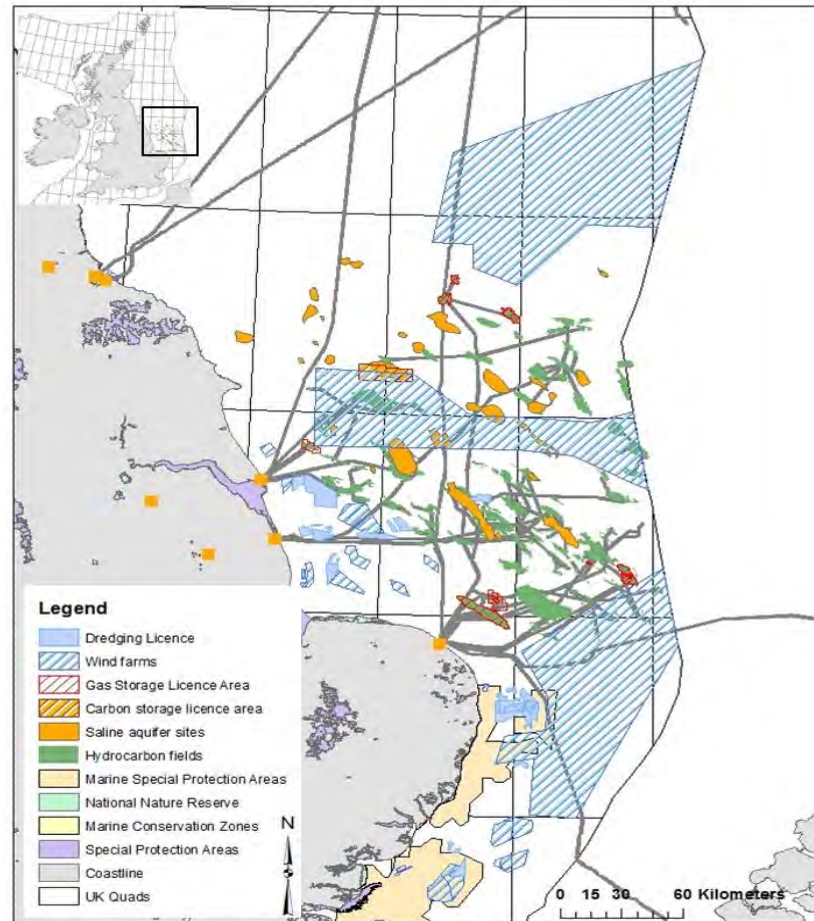 Legend
Dredging Licence
Wind farms
Gas Storage Licence Area
Carbon storage licence area
Saline aquifer sites
Hydrocarbon fields
Marine Special Protection Areas
National Nature Reserve
Marine Conservation Zones
Special Protection Areas
Coastline
UK Quads
N
0 15 30 60 Kilometers